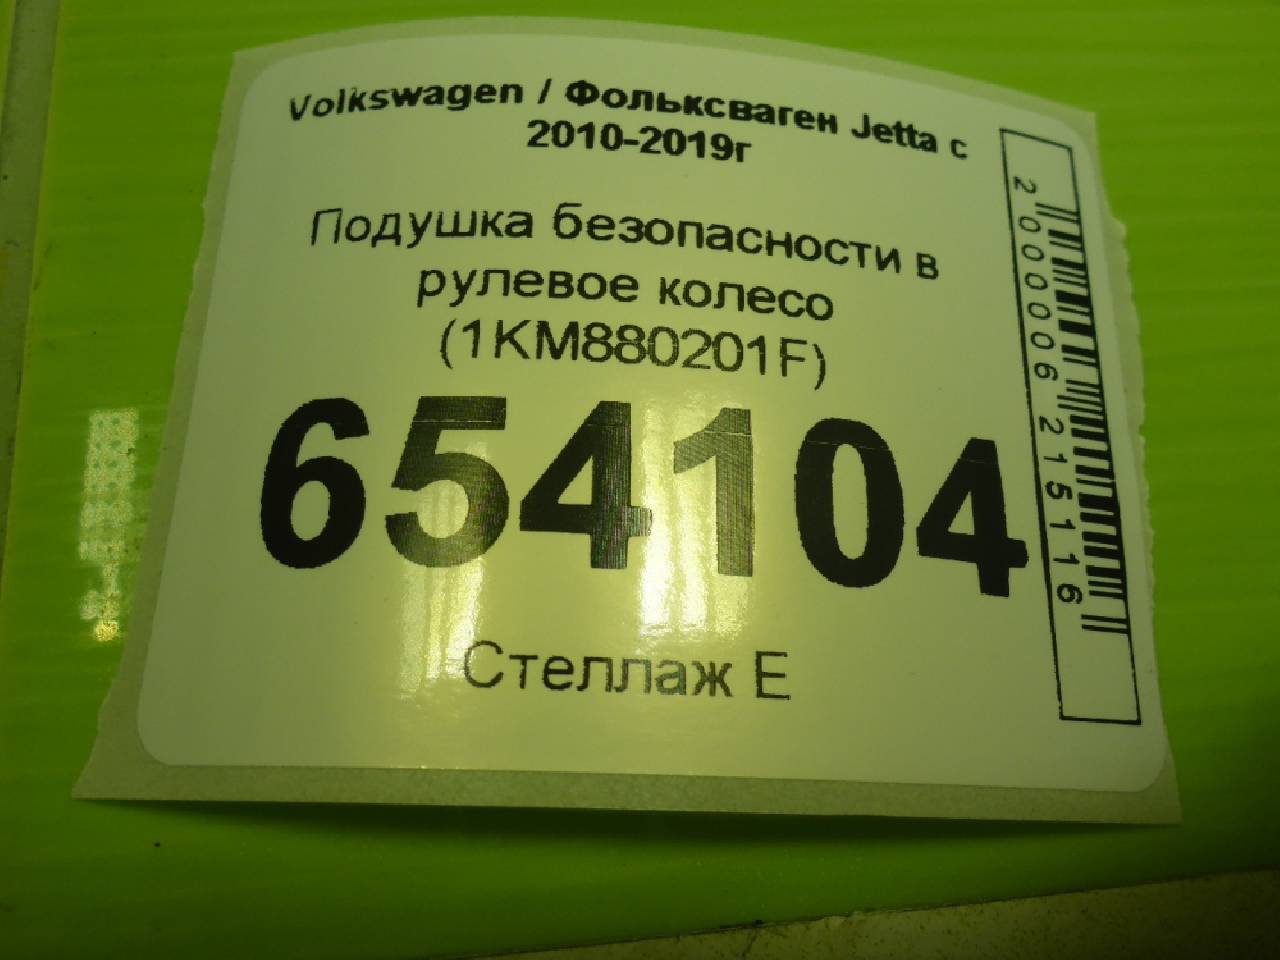 Volkswagen / Фольксваген Jetta с
2010-2019г
Подушка безопасности в
рулевое колесо
(1KM880201F)
654104
Стеллаж Е
2000006215116